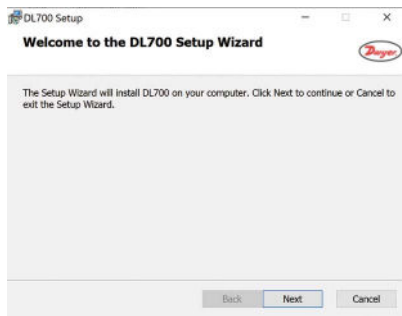 DL700 Setup
Welcome to the DL700 Setup Wizard
Dwyer
The Setup Wizard will install DL700 on your computer. Click Next to continue or Cancel to
exit the Setup Wizard.
Back Next Cancel